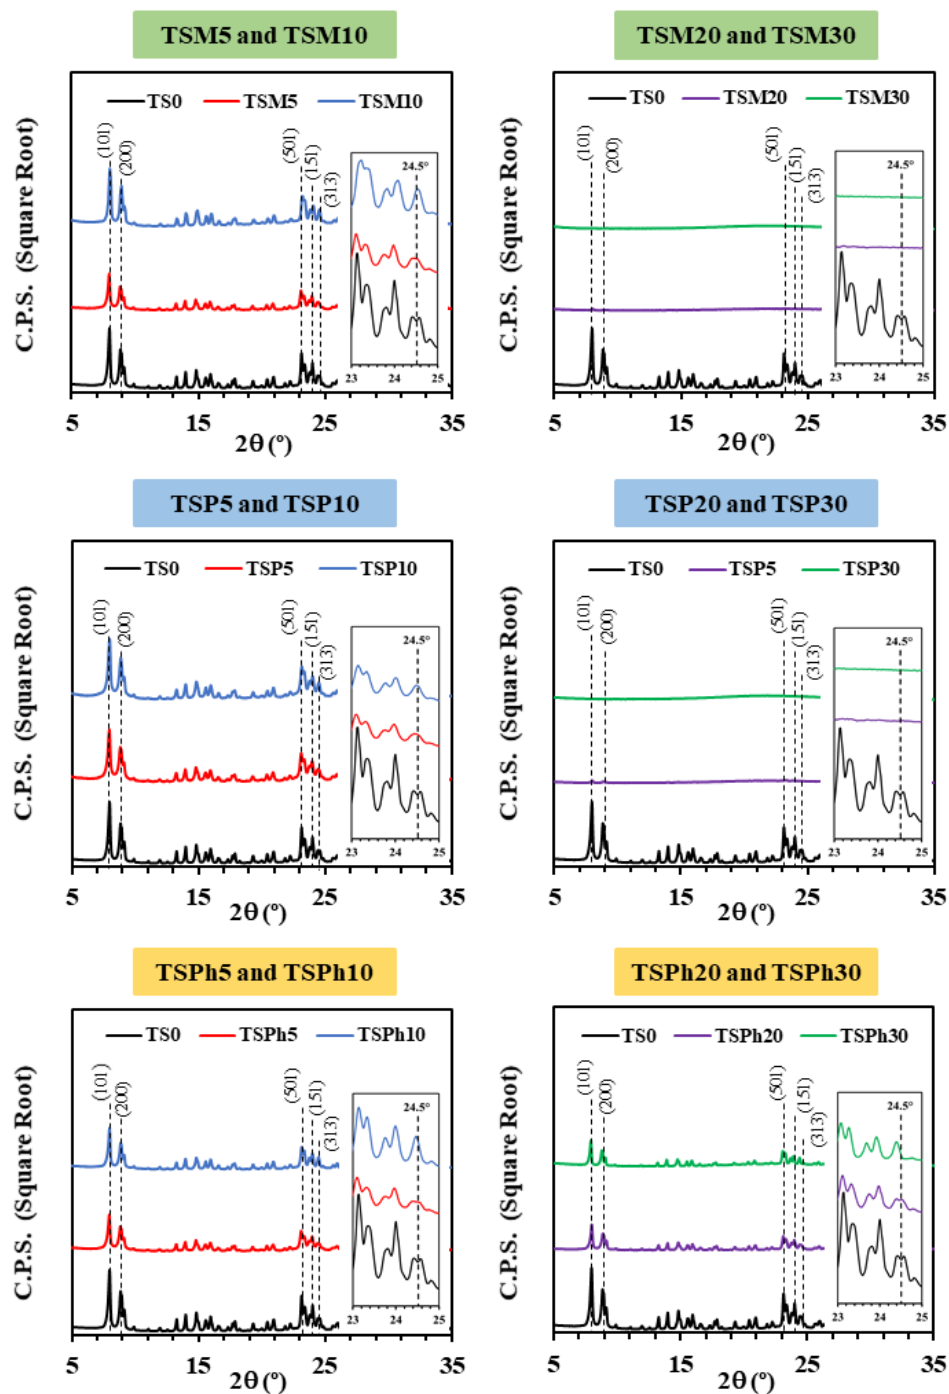 TSM5 and TSM10
TS0 TSM5 TSM10
C.P.S. (Square Root)
(101)
(200)
(501)
(151)
(313)
24.5°
23 24 25
5 15 25 35
2θ (º)
TSM20 and TSM30
TS0 TSM20 TSM30
C.P.S. (Square Root)
(101)
(200)
(501)
(151)
(313)
24.5°
23 24 25
5 15 25 35
2θ (º)
TSP5 and TSP10
TS0 TSP5 TSP10
C.P.S. (Square Root)
(101)
(200)
(501)
(151)
(313)
24.5°
23 24 25
5 15 25 35
2θ (º)
TSP20 and TSP30
TS0 TSP5 TSP30
C.P.S. (Square Root)
(101)
(200)
(501)
(151)
(313)
24.5°
23 24 25
5 15 25 35
2θ (º)
TSPh5 and TSPh10
TS0 TSPh5 TSPh10
C.P.S. (Square Root)
(101)
(200)
(501)
(151)
(313)
24.5°
23 24 25
5 15 25 35
2θ (º)
TSPh20 and TSPh30
TS0 TSPh20 TSPh30
C.P.S. (Square Root)
(101)
(200)
(501)
(151)
(313)
24.5°
23 24 25
5 15 25 35
2θ (º)